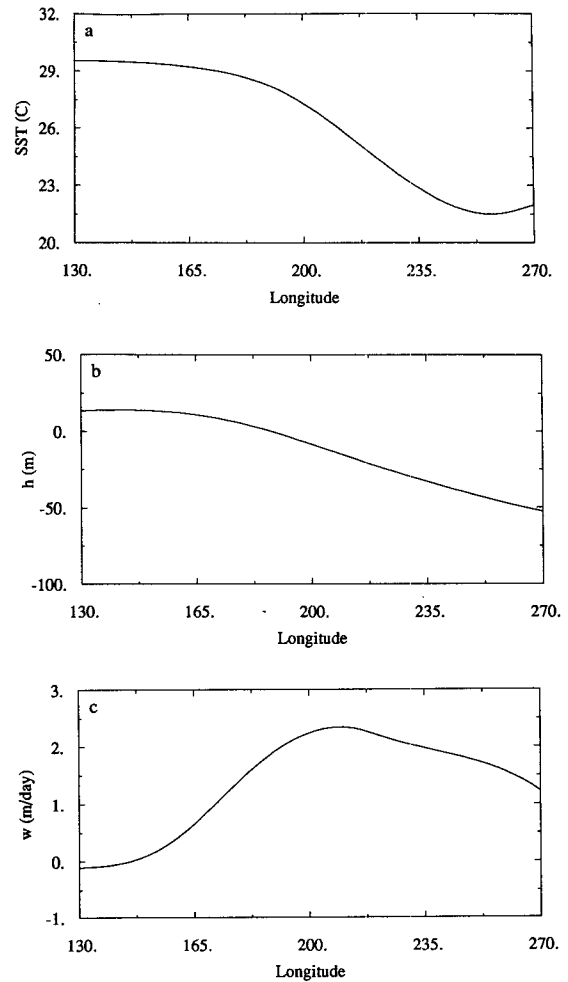 a
32.
29.
26.
23.
20.
SST (C)
130. 165. 200. 235. 270.
Longitude
b
50.
0.
-50.
-100.
h (m)
130. 165. 200. 235. 270.
Longitude
c
3.
2.
1.
0.
-1.
w (m/day)
130. 165. 200. 235. 270.
Longitude